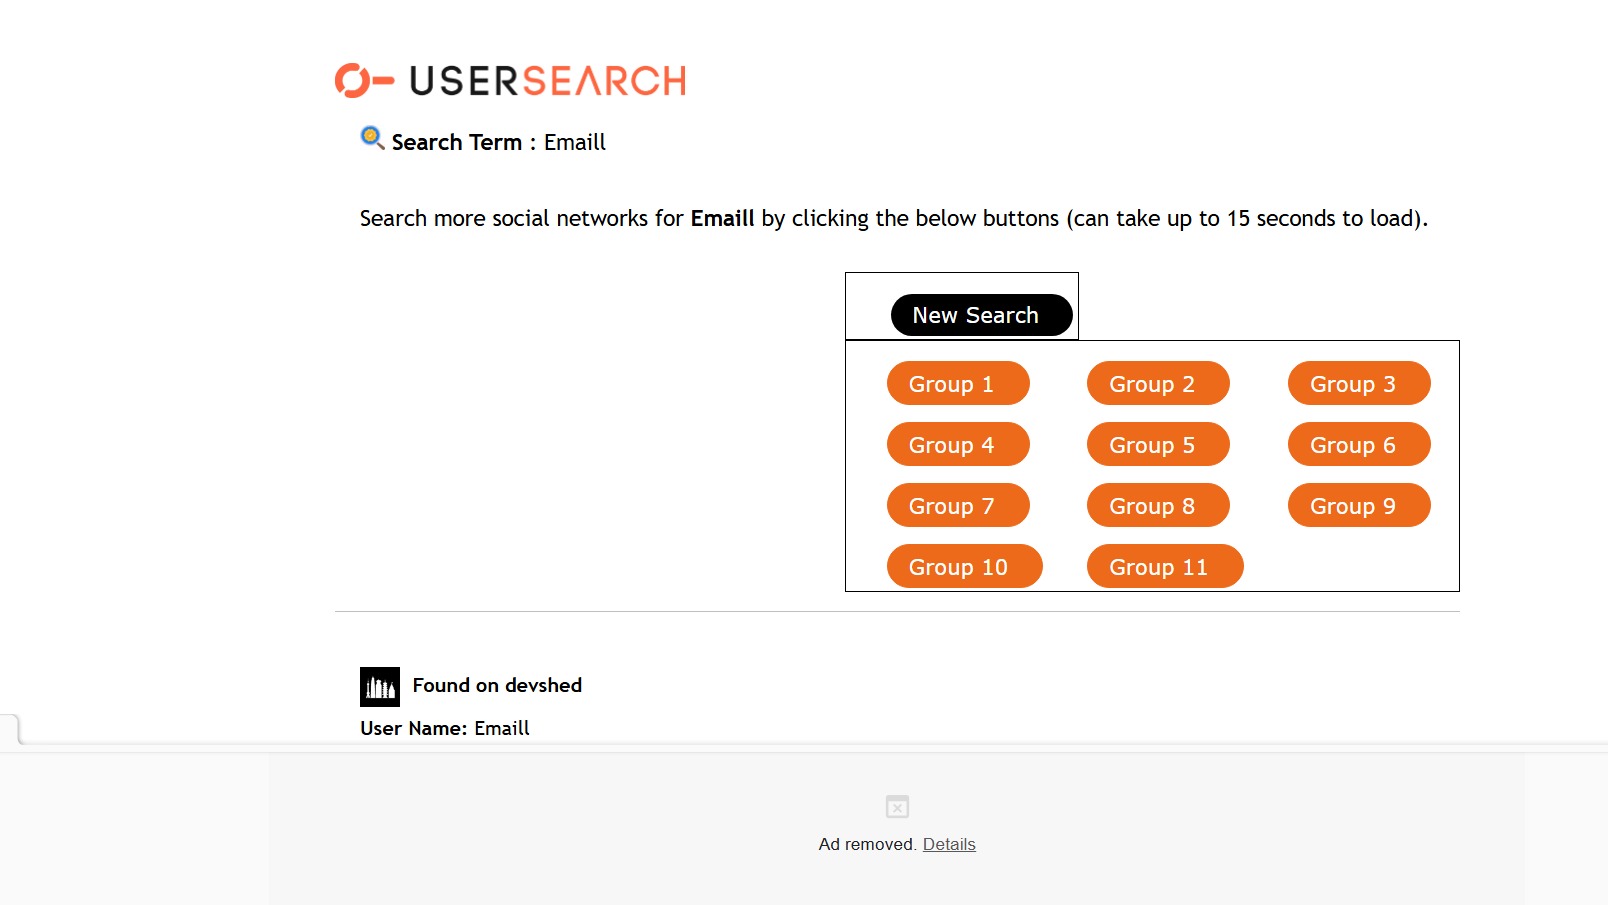 USERSEARCH
Search Term : Emaill
Search more social networks for Emaill by clicking the below buttons (can take up to 15 seconds to load).
New Search
Group 1 Group 2 Group 3
Group 4 Group 5 Group 6
Group 7 Group 8 Group 9
Group 10 Group 11
Found on devshed
User Name: Emaill
Ad removed. Details